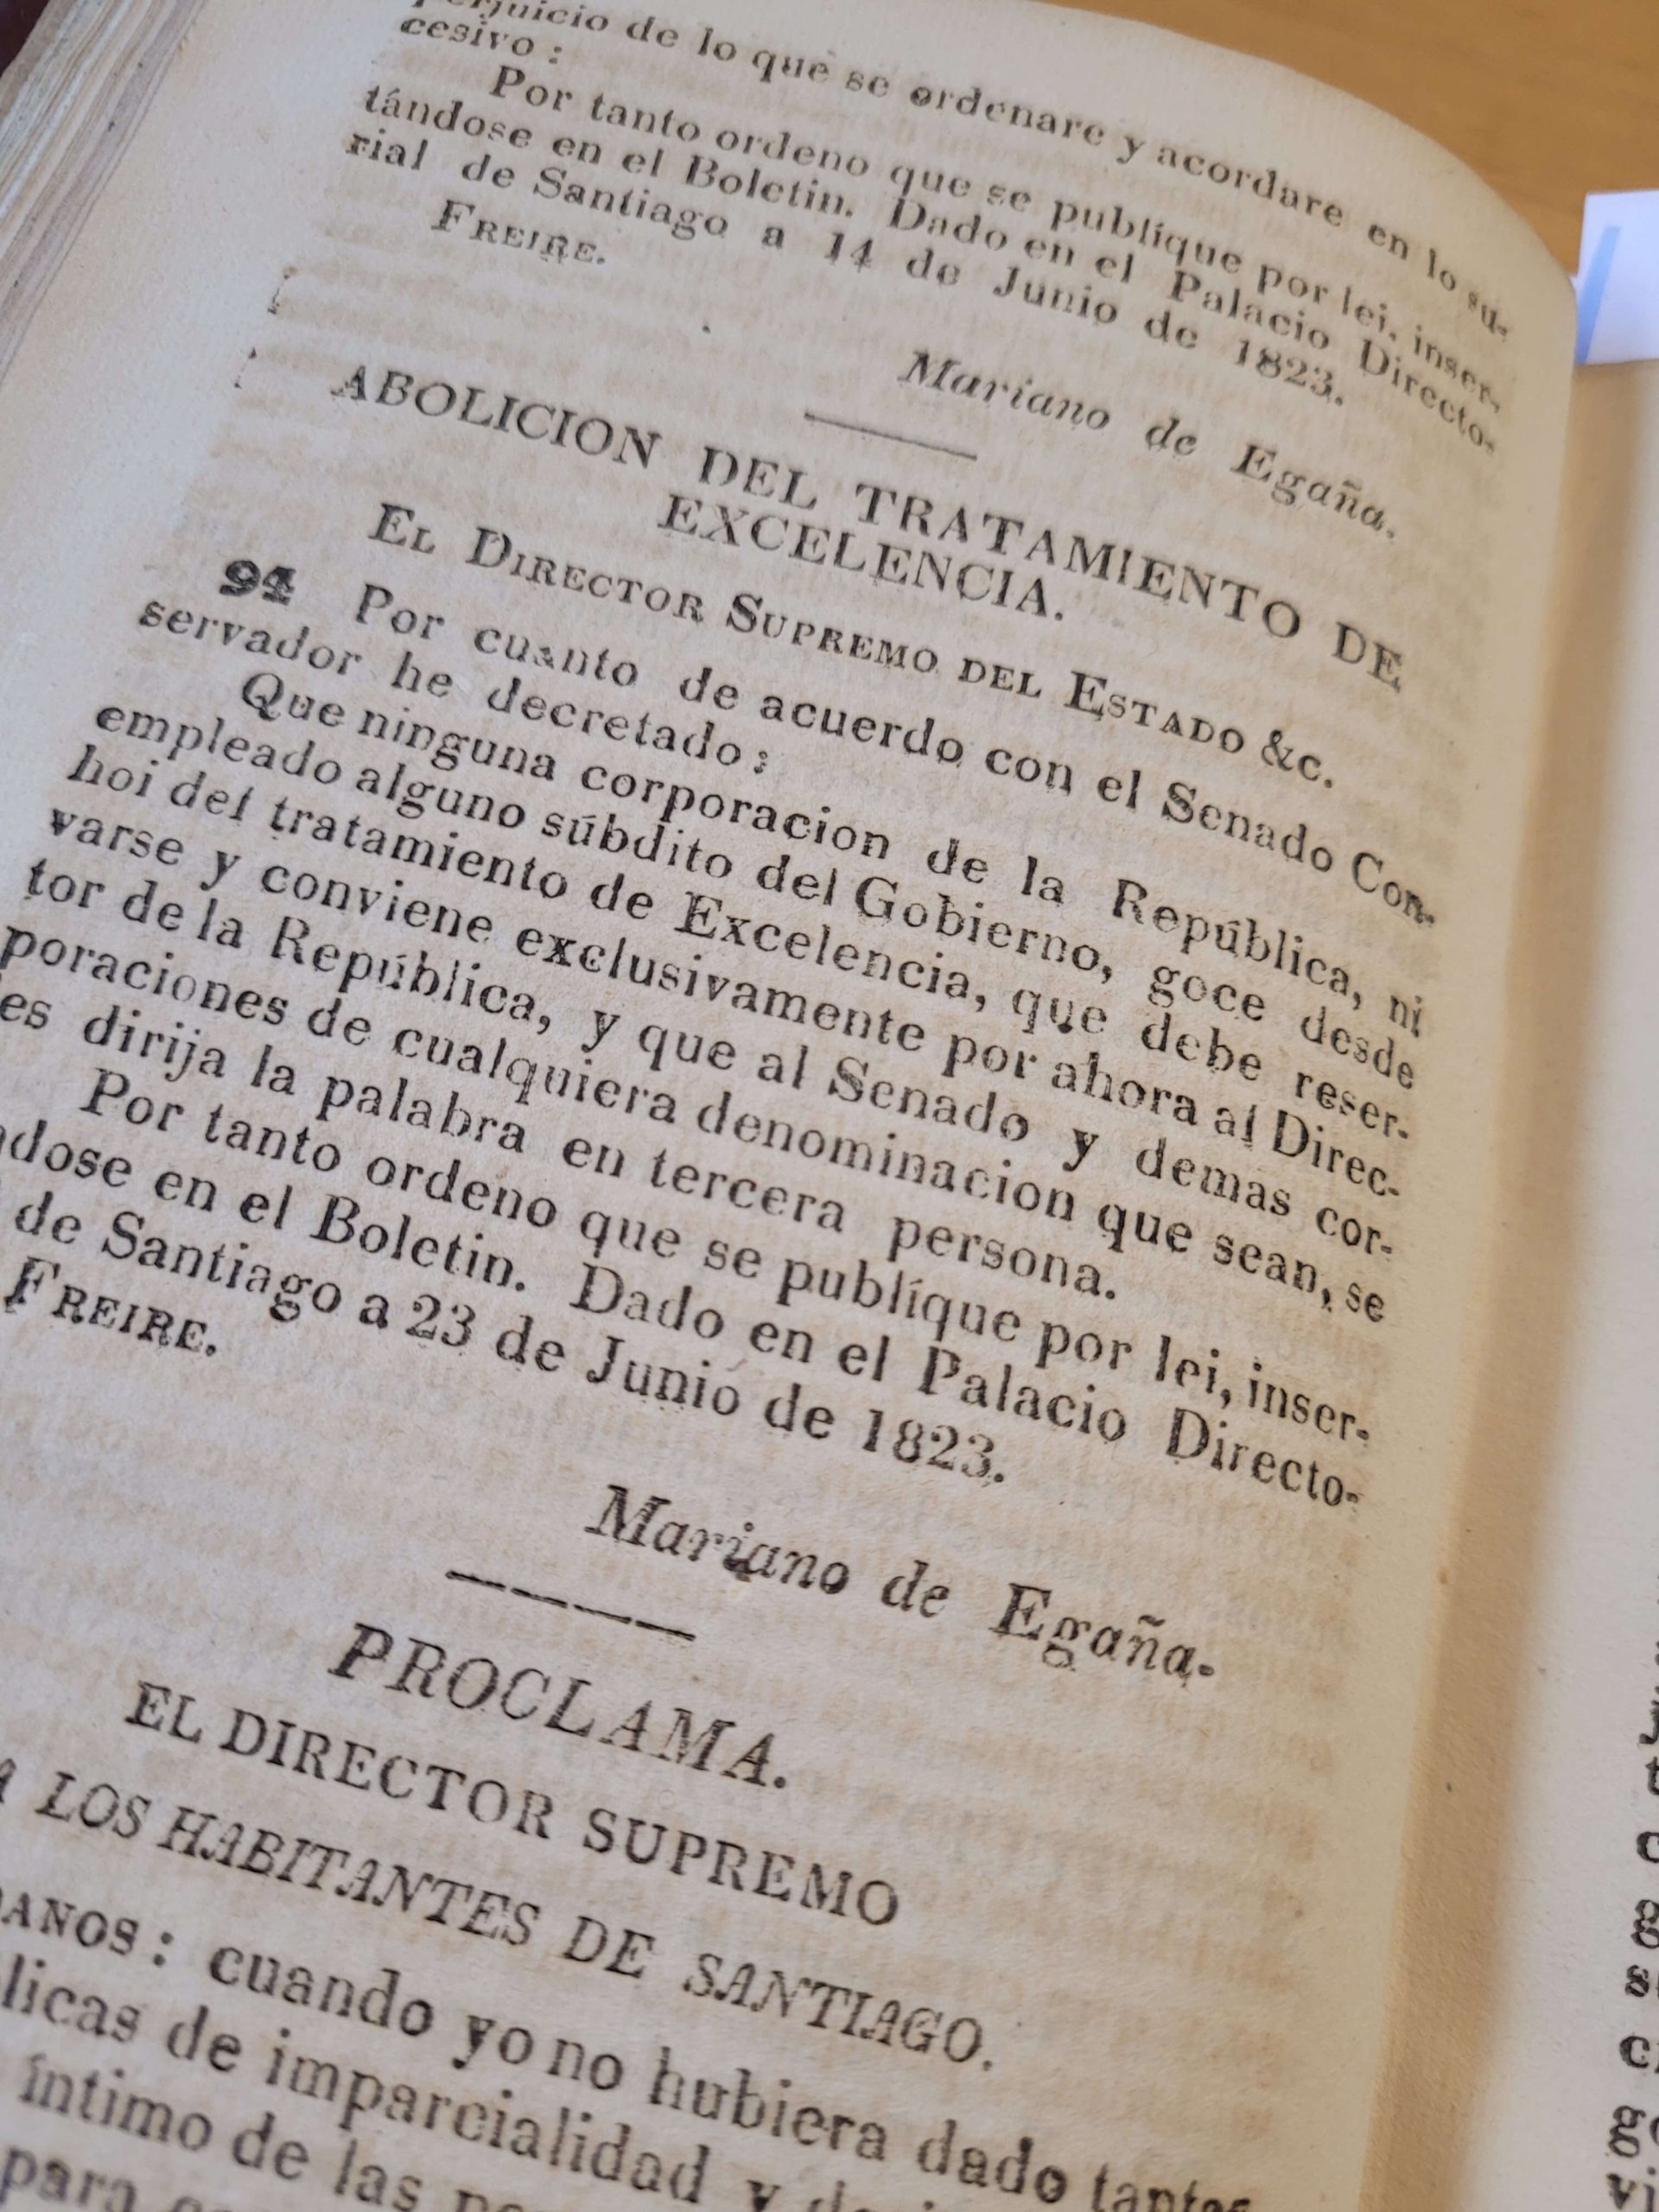 perjuicio de lo que se ordenare y acordare en lo su-
cesivo :
Por tanto ordeno que se publíque por lei, inser-
tándose en el Boletin. Dado en el Palacio Directo-
rial de Santiago a 14 de Junio de 1823.
FREIRE.
Mariano de Egaña.
ABOLICION DEL TRATAMIENTO DE
EXCELENCIA.
EL DIRECTOR SUPREMO DEL ESTADO &c.
94 Por cuanto de acuerdo con el Senado Con-
servador he decretado :
Que ninguna corporacion de la República, ni
empleado alguno súbdito del Gobierno, goce desde
hoi del tratamiento de Excelencia, que debe reser-
varse y conviene exclusivamente por ahora al Direc-
tor de la República, y que al Senado y demas cor-
poraciones de cualquiera denominacion que sean, se
es dirija la palabra en tercera persona.
Por tanto ordeno que se publíque por lei, inser-
dose en el Boletin. Dado en el Palacio Directo-
de Santiago a 23 de Junio de 1823.
FREIRE.
Mariano de Egaña.
PROCLAMA.
EL DIRECTOR SUPREMO
A LOS HABITANTES DE SANTIAGO.
DANOS : cuando yo no hubiera dado tantas
licas de imparcialidad y
íntimo de las
para